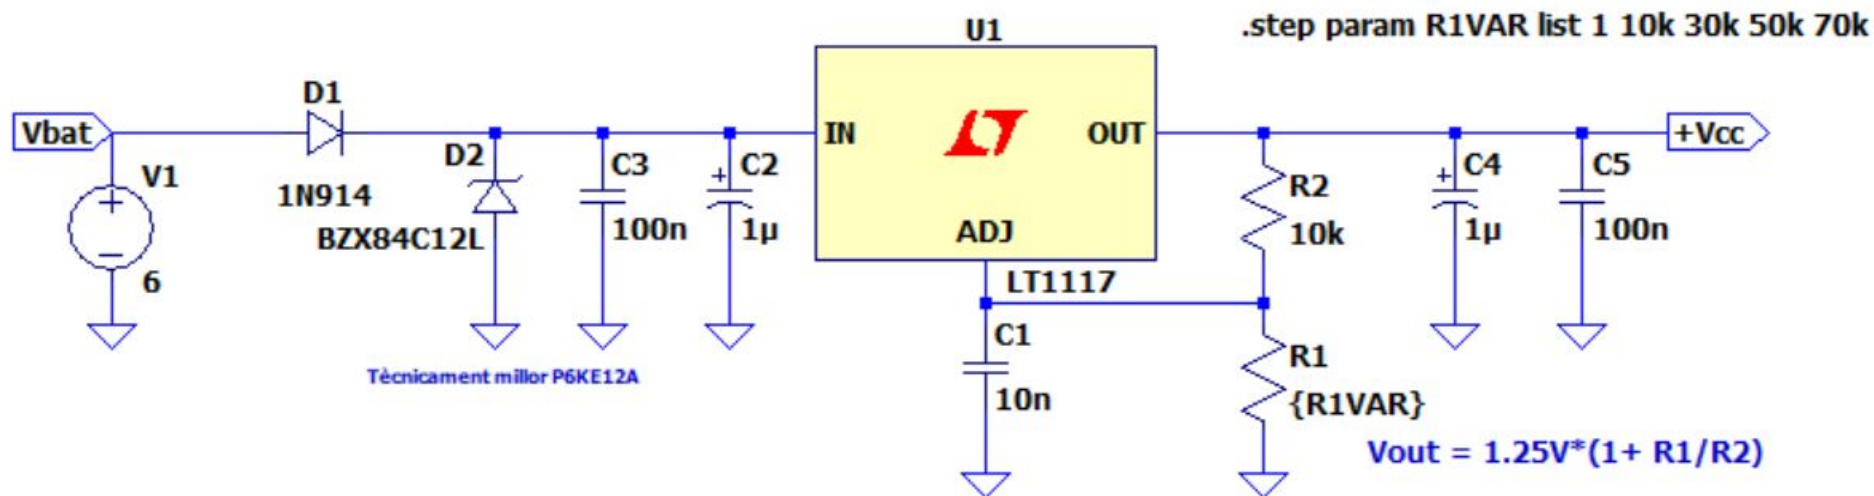 U1
.step param R1VAR list 1 10k 30k 50k 70k
Vbat
D1
1N914
V1
6
D2
BZX84C12L
C3
100n
C2
1µ
IN
OUT
ADJ
LT1117
+Vcc
R2
10k
C4
1µ
C5
100n
C1
10n
R1
{R1VAR}
Tècnicament millor P6KE12A
Vout = 1.25V*(1+ R1/R2)